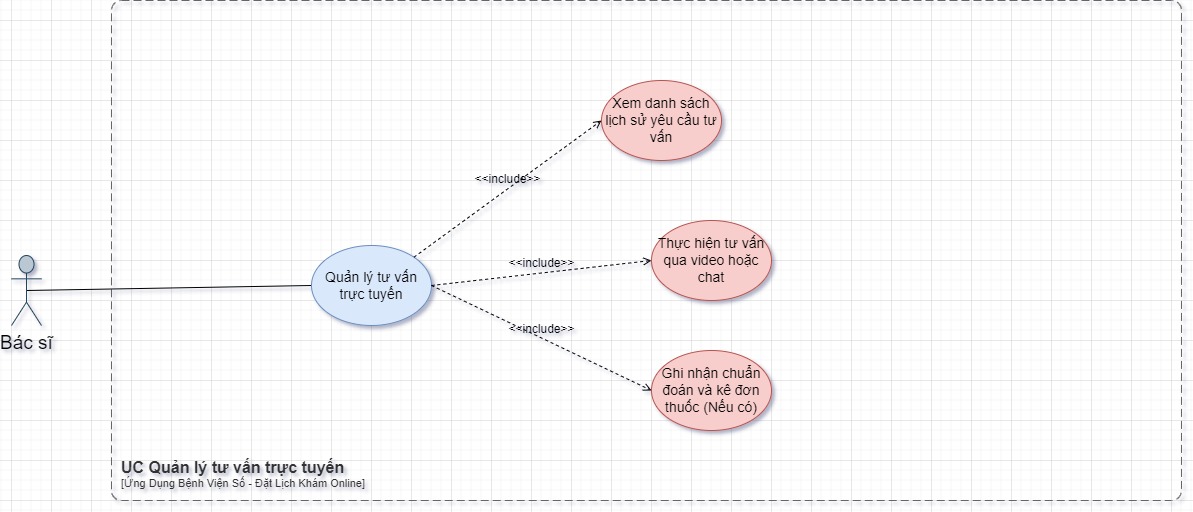 Xem danh sách
lịch sử yêu cầu tư
vấn
<<include>>
Thực hiện tư vấn
qua video hoặc
chat
<<include>>
Quản lý tư vấn
trực tuyến
<<include>>
Bác sĩ
Ghi nhận chuẩn
đoán và kê đơn
thuốc (Nếu có)
UC Quản lý tư vấn trực tuyến
[Ứng Dụng Bệnh Viện Số - Đặt Lịch Khám Online]